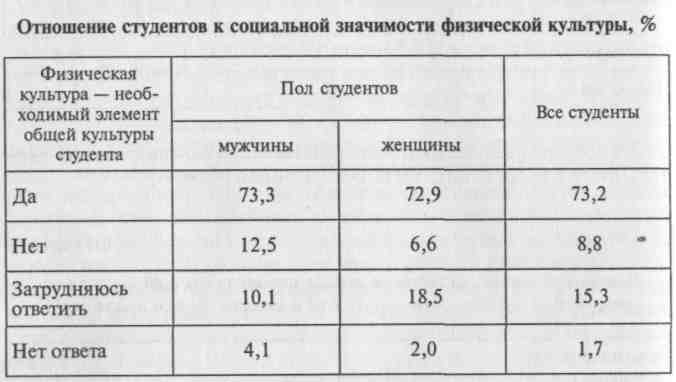 Отношение студентов к социальной значимости физической культуры, %
Физическая
культура — необ-
ходимый элемент
общей культуры
студента
Пол студентов
Все студенты
мужчины женщины
Да 73,3 72,9 73,2
Нет 12,5 6,6 8,8
Затрудняюсь
ответить 10,1 18,5 15,3
Нет ответа 4,1 2,0 1,7